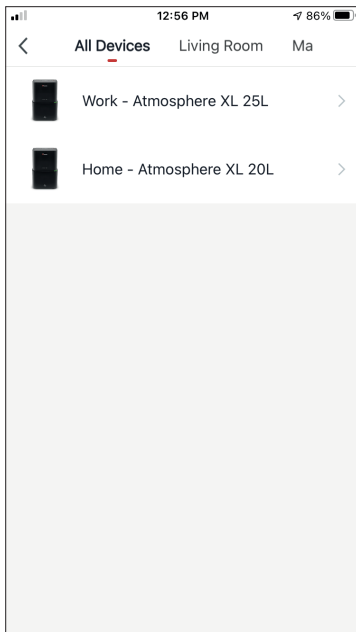 12:56 PM 86%
All Devices Living Room Ma
Work - Atmosphere XL 25L
Home - Atmosphere XL 20L